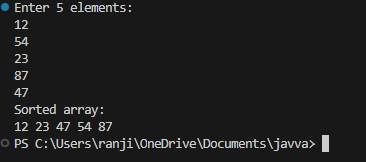 Enter 5 elements:
12
54
23
87
47
Sorted array:
12 23 47 54 87
PS C:\Users\ranji\OneDrive\Documents\javva>